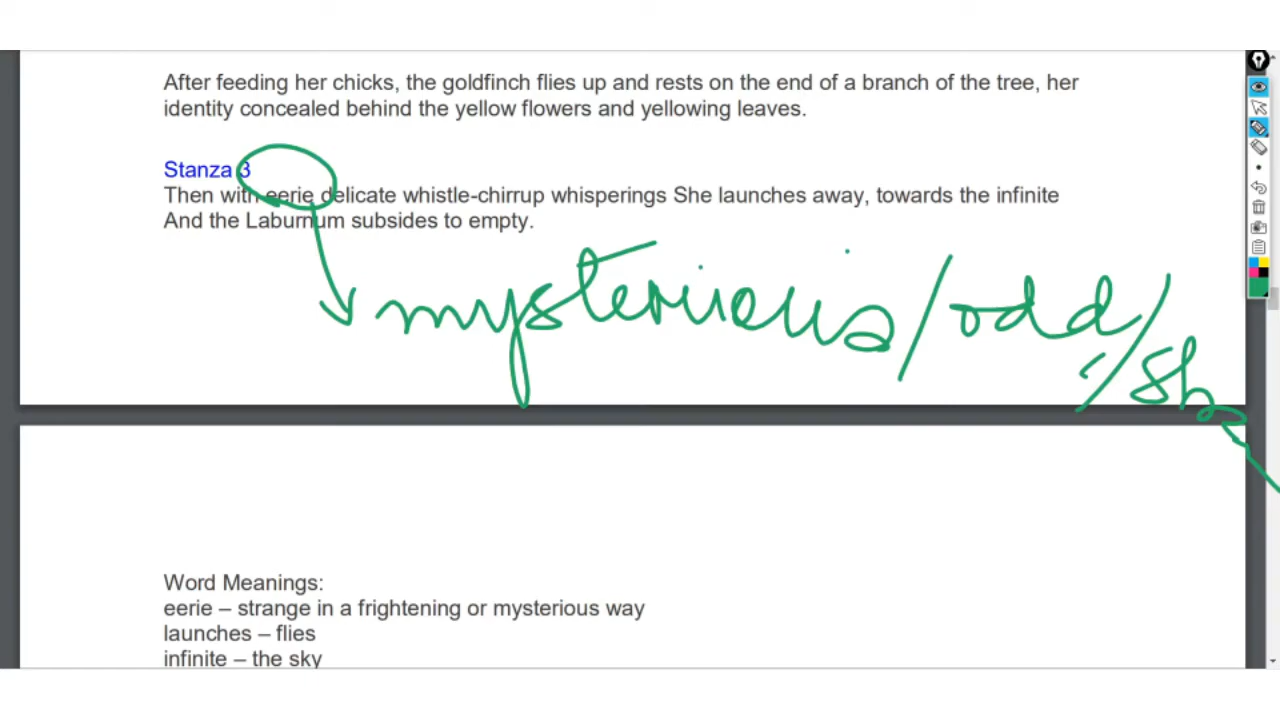 After feeding her chicks, the goldfinch flies up and rests on the end of a branch of the tree, her
identity concealed behind the yellow flowers and yellowing leaves.
Stanza 3
Then with eerie delicate whistle-chirrup whisperings She launches away, towards the infinite
And the Laburnum subsides to empty.
mysterious/odd/
Word Meanings:
eerie – strange in a frightening or mysterious way
launches – flies
infinite – the sky